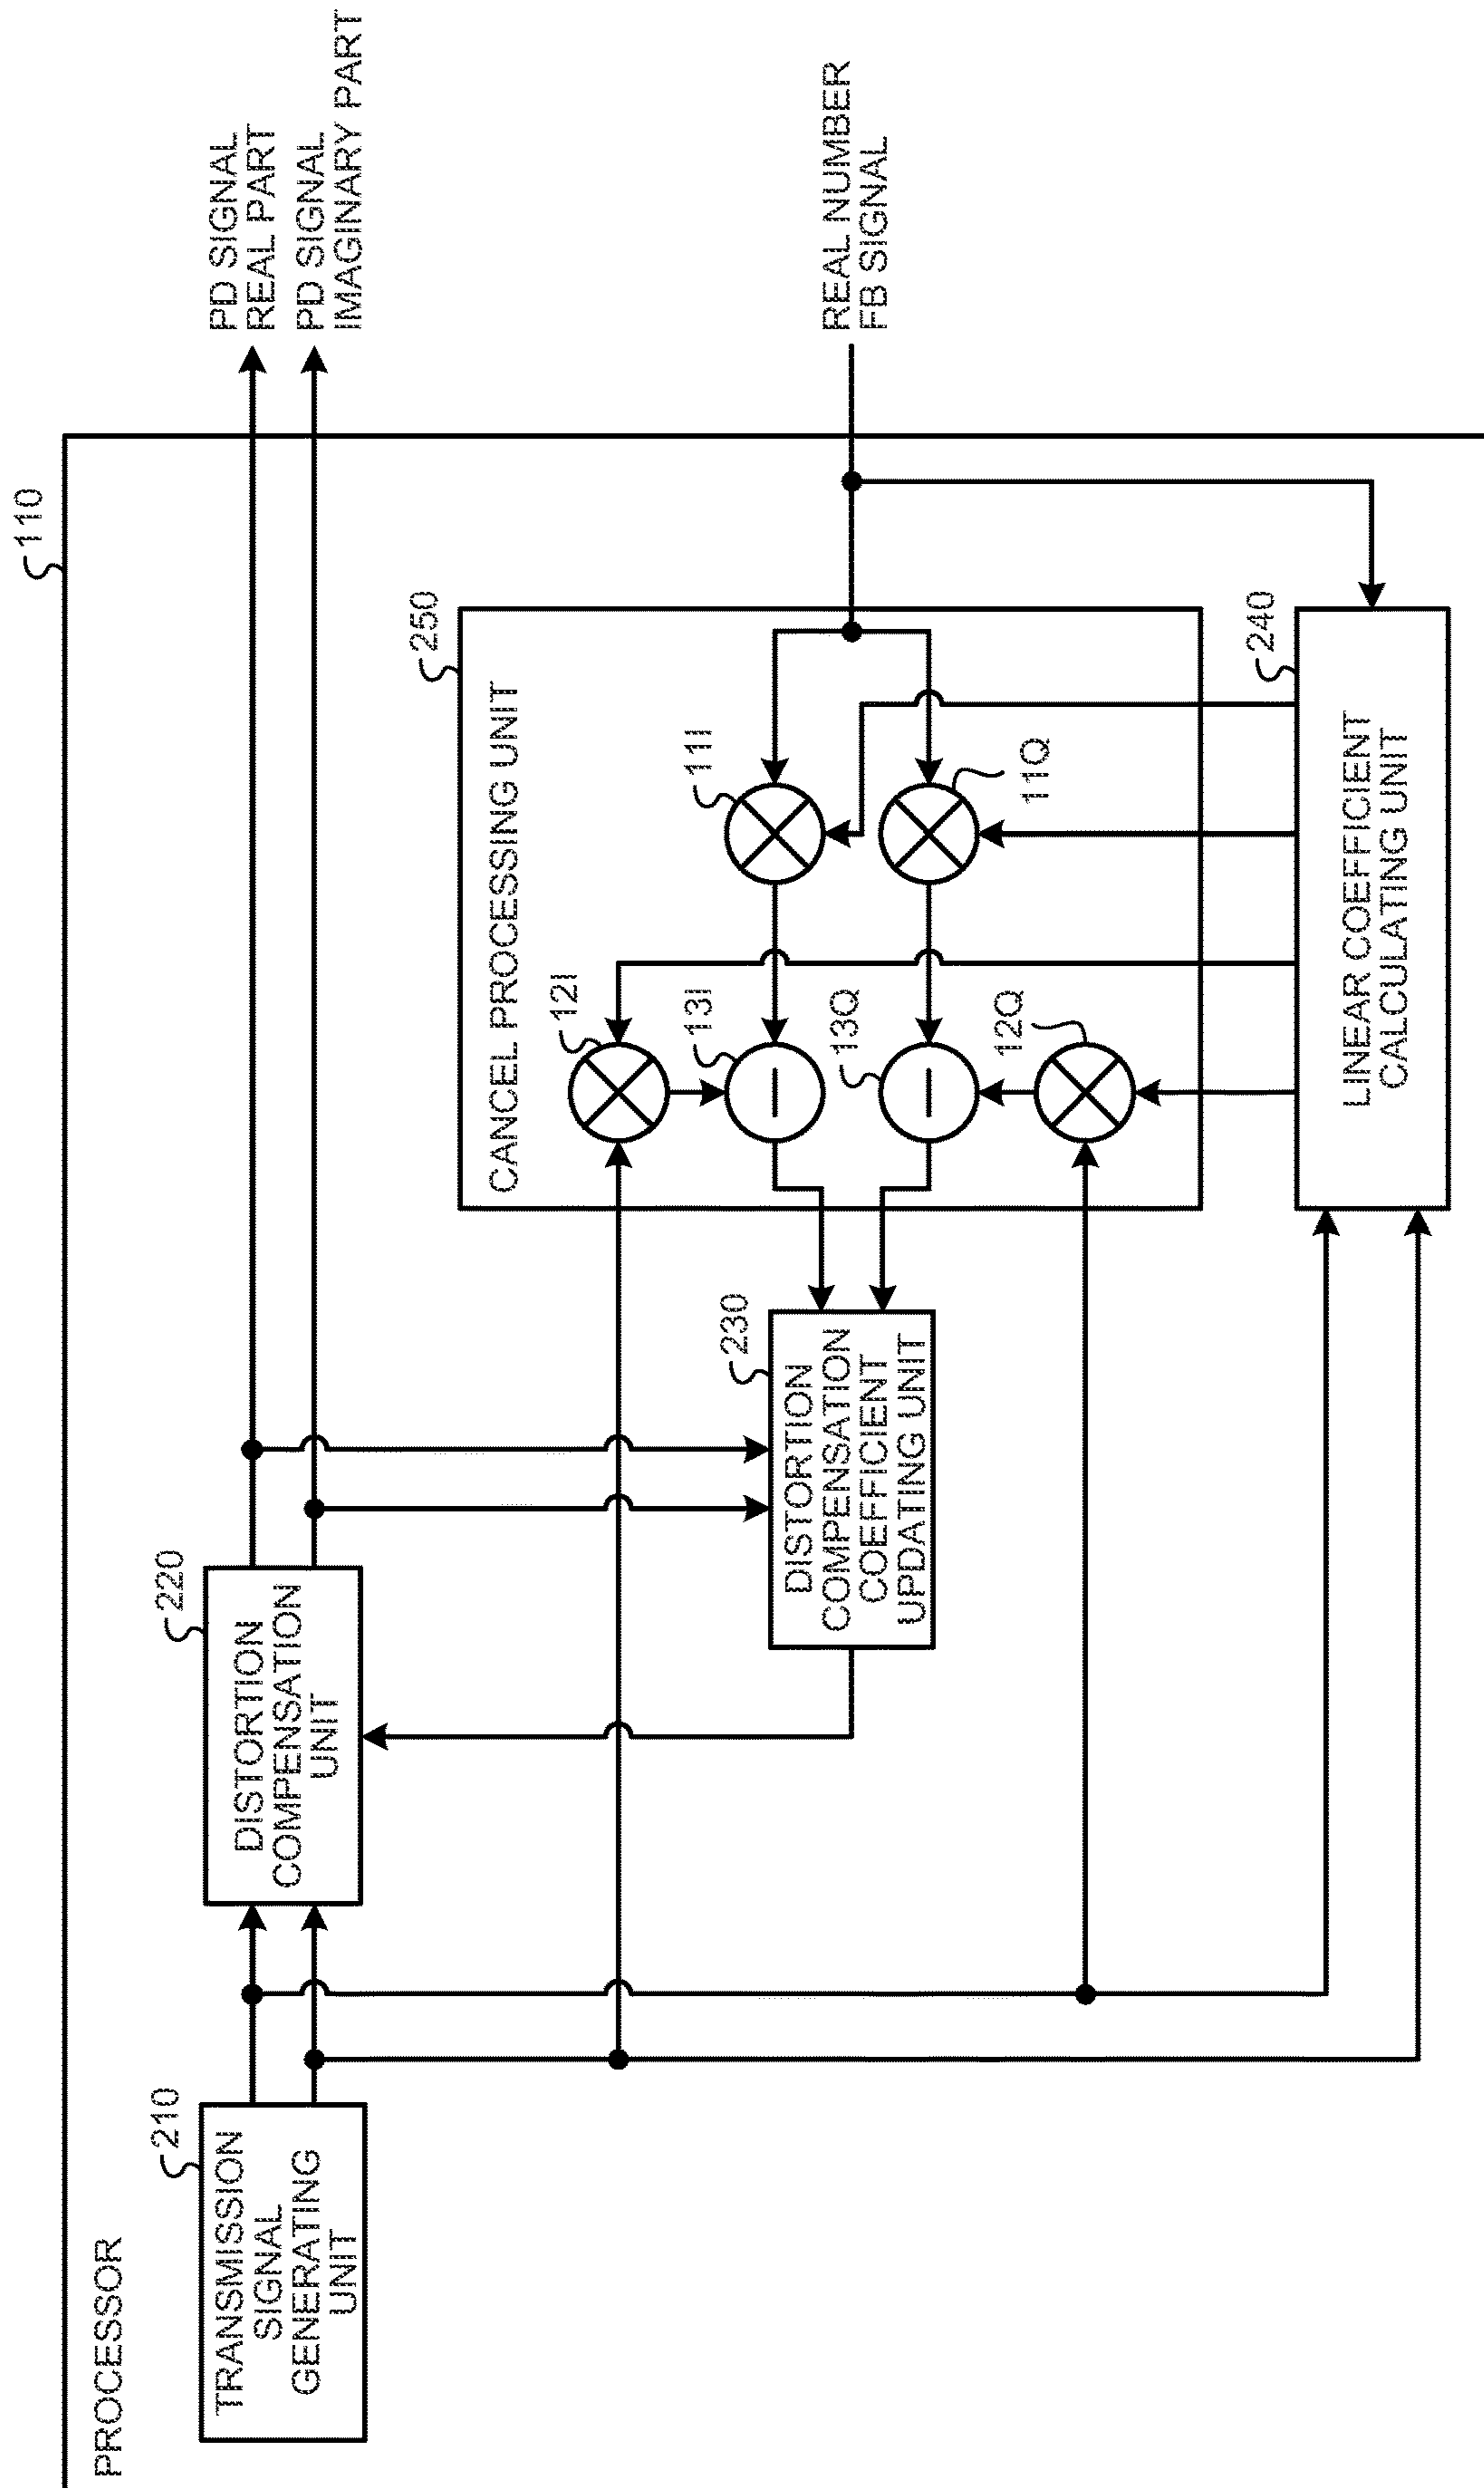 110
PROCESSOR
210
TRANSMISSION
SIGNAL
GENERATING
UNIT
220
DISTORTION
COMPENSATION
UNIT
PD SIGNAL
REAL PART
PD SIGNAL
IMAGINARY PART
230
DISTORTION
COMPENSATION
COEFFICIENT
UPDATING UNIT
250
CANCEL PROCESSING UNIT
12I
13I
11I
13Q
12Q
11Q
REAL NUMBER
FB SIGNAL
240
LINEAR COEFFICIENT
CALCULATING UNIT